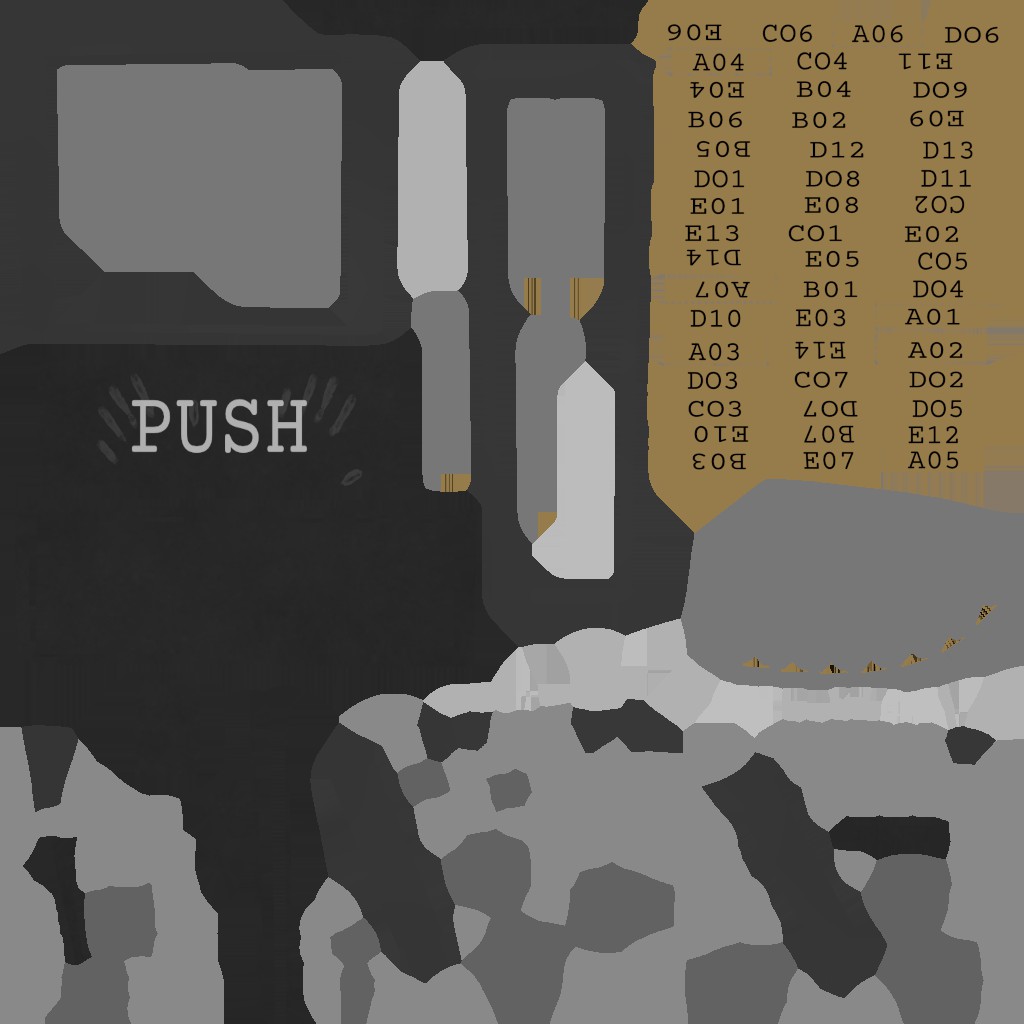 E06 CO6 A06 DO6
A04 CO4 E11
E04 B04 DO9
B06 B02 E09
B05 D12 D13
DO1 DO8 D11
E01 E08 CO2
E13 CO1 E02
D14 E05 CO5
A07 B01 DO4
D10 E03 A01
A03 E14 A02
DO3 CO7 DO2
CO3 DO7 DO5
E10 B07 E12
B03 E07 A05
PUSH